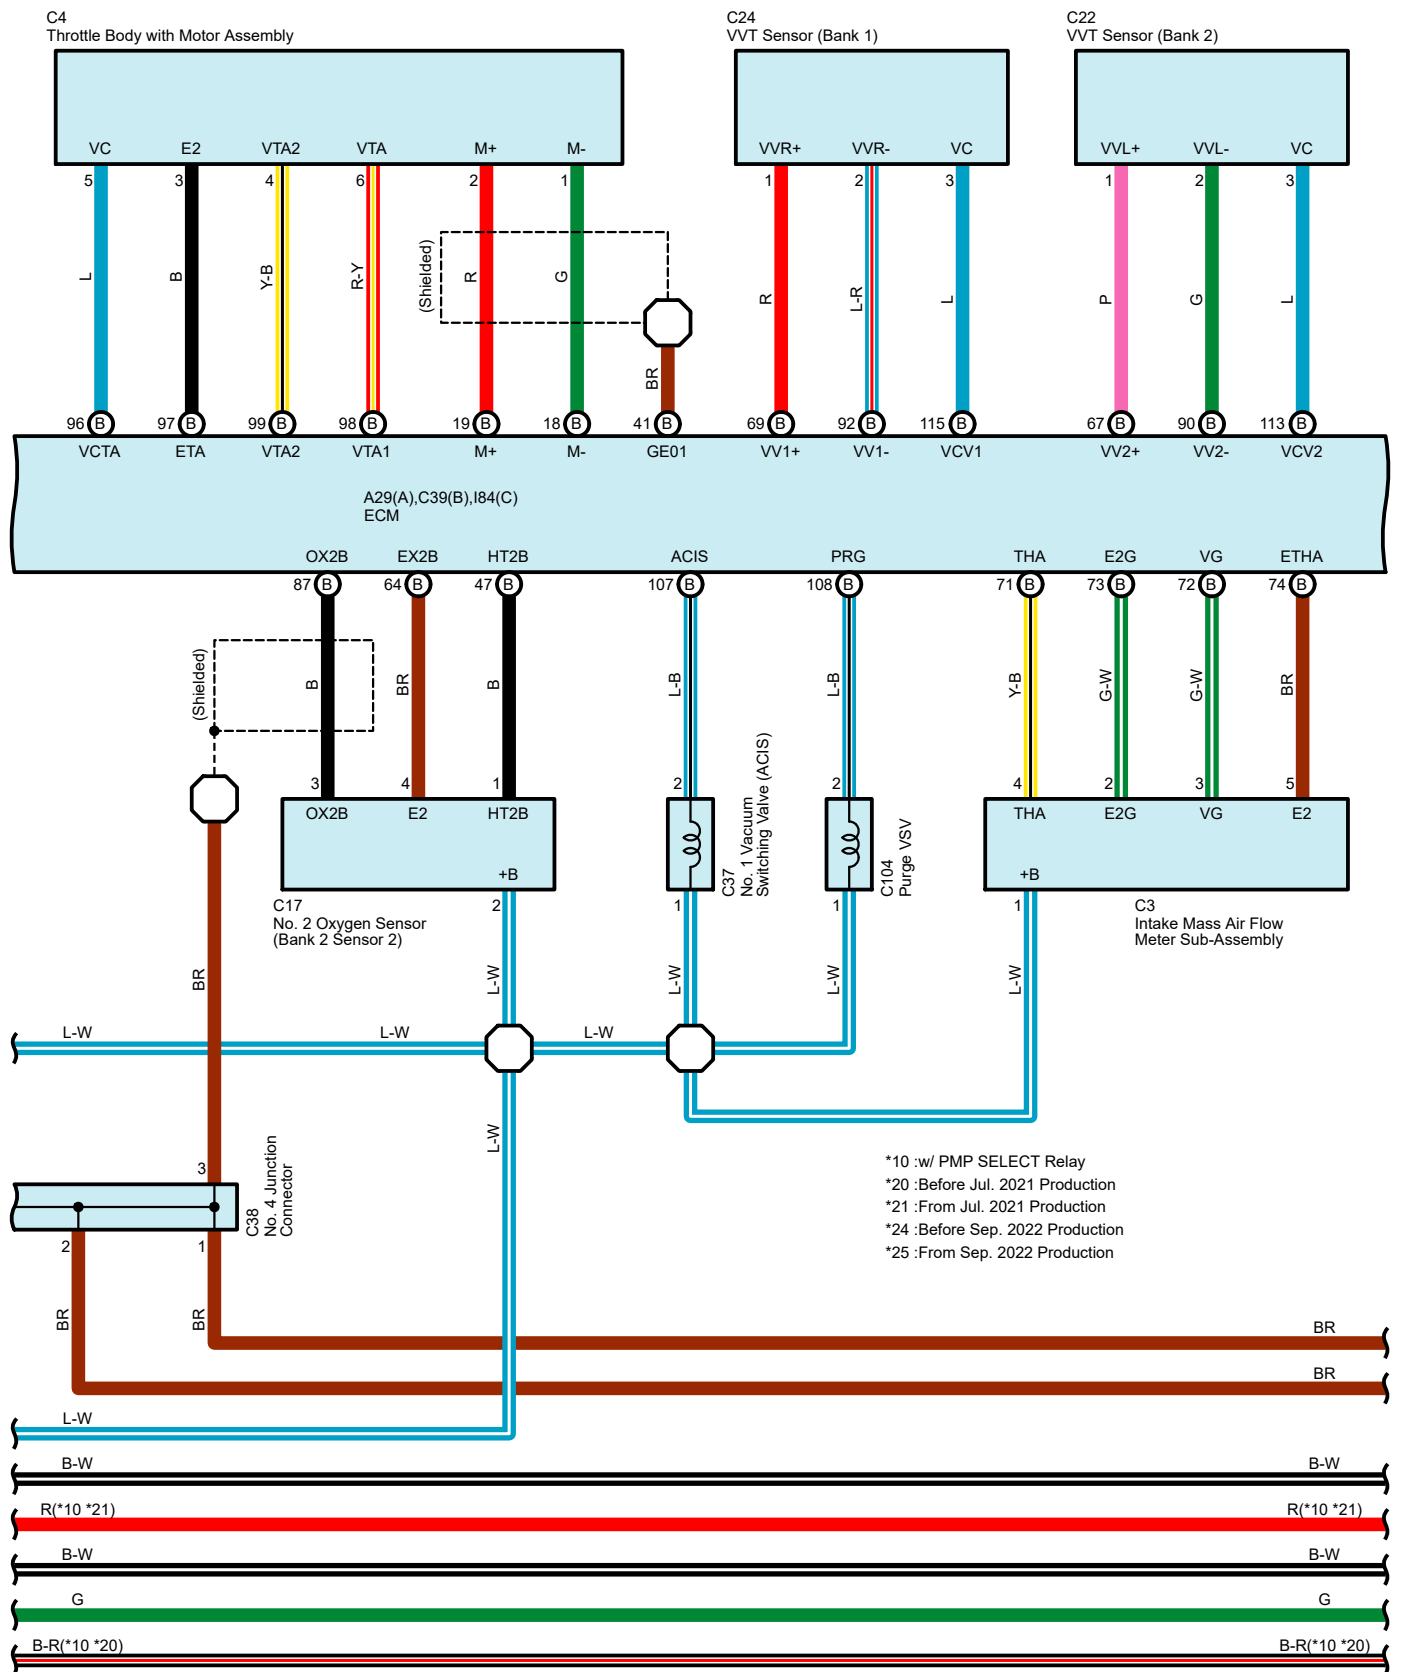 C4
Throttle Body with Motor Assembly
C24
VVT Sensor (Bank 1)
C22
VVT Sensor (Bank 2)
VC E2 VTA2 VTA M+ M- VVR+ VVR- VC VVL+ VVL- VC
5 3 4 6 2 1 1 2 3 1 2 3
L B Y-B R-Y (Shielded) R G BR R L-R L P G L
96 B 97 B 99 B 98 B 19 B 18 B 41 B 69 B 92 B 115 B 67 B 90 B 113 B
VCTA ETA VTA2 VTA1 M+ M- GE01 VV1+ VV1- VCV1 VV2+ VV2- VCV2
A29(A),C39(B),I84(C)
ECM
OX2B EX2B HT2B ACIS PRG THA E2G VG ETHA
87 B 64 B 47 B 107 B 108 B 71 B 73 B 72 B 74 B
(Shielded) B BR B L-B L-B Y-B G-W G-W BR
3 4 1 2 2 4 2 3 5
OX2B E2 HT2B THA E2G VG E2
+B +B
C37
No. 1 Vacuum
Switching Valve (ACIS)
C104
Purge VSV
2 1 1 1
C17
No. 2 Oxygen Sensor
(Bank 2 Sensor 2)
C3
Intake Mass Air Flow
Meter Sub-Assembly
BR L-W L-W L-W L-W
L-W L-W L-W
L-W
*10 :w/ PMP SELECT Relay
*20 :Before Jul. 2021 Production
*21 :From Jul. 2021 Production
*24 :Before Sep. 2022 Production
*25 :From Sep. 2022 Production
3
C38
No. 4 Junction
Connector
2 1
BR BR
BR
BR
L-W
B-W B-W
R(*10 *21) R(*10 *21)
B-W B-W
G G
B-R(*10 *20) B-R(*10 *20)